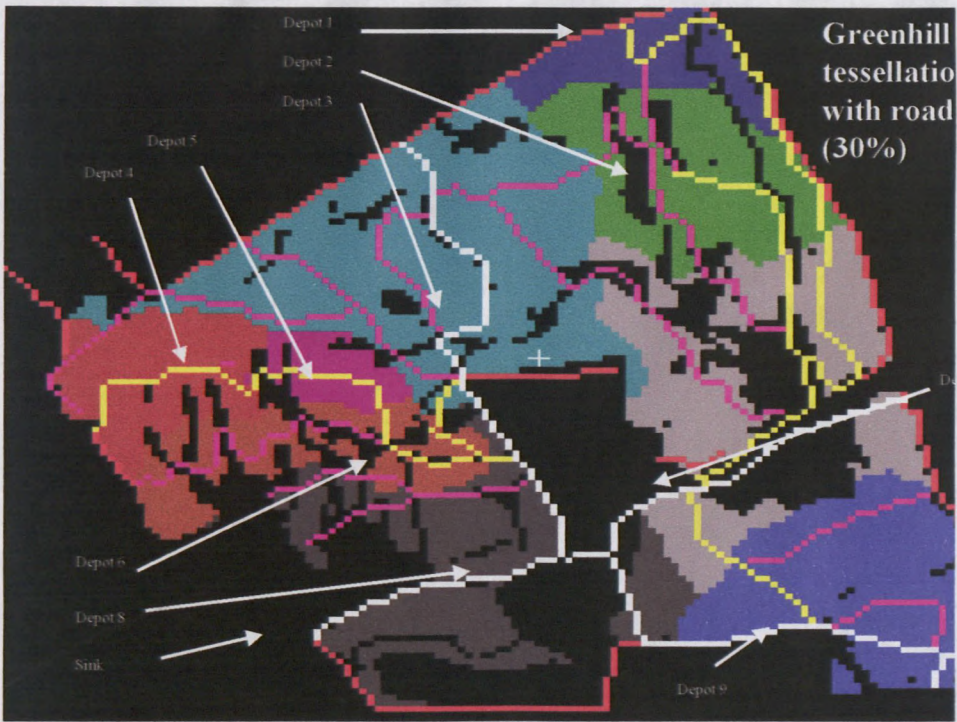 Depot 1
Depot 2
Depot 3
Depot 5
Depot 4
Greenhill
tessellatio
with road
(30%)
De
Depot 6
Depot 8
Sink
Depot 9